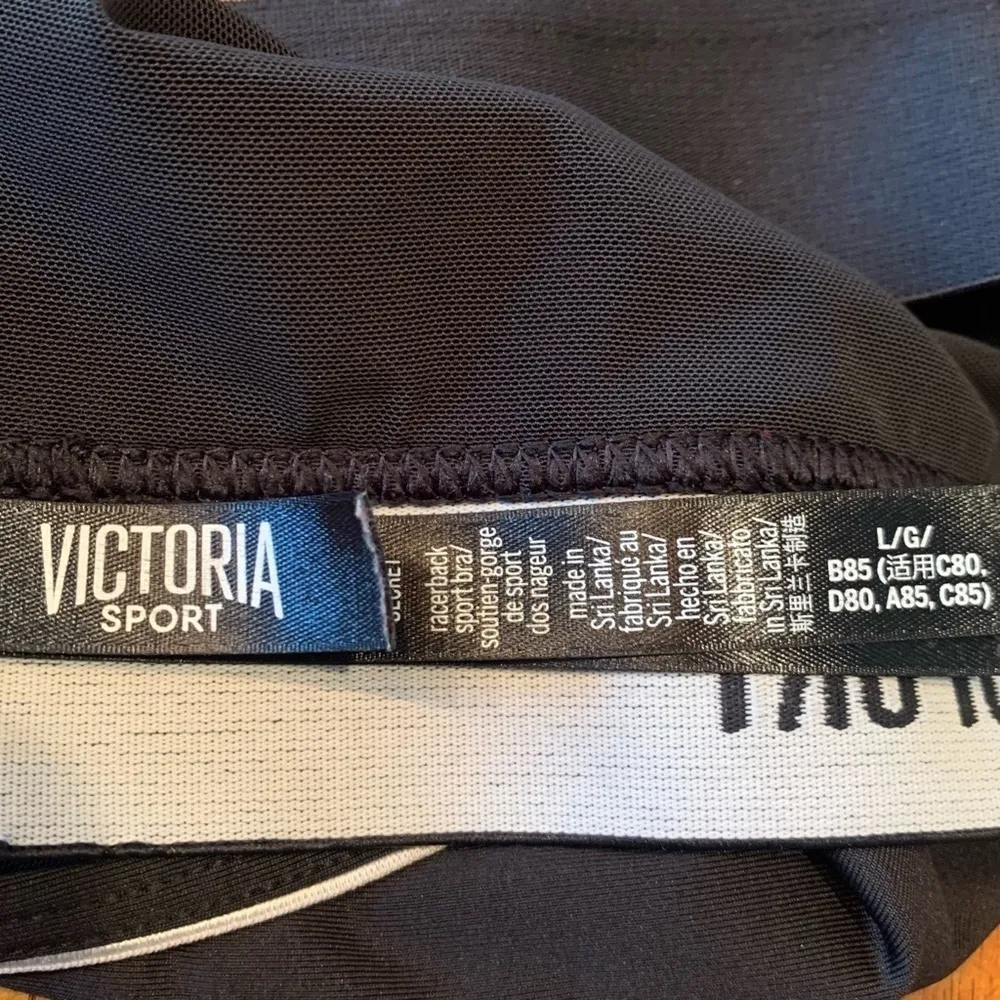 VICTORIA
SPORT
racerback
sport bra/
soutien-gorge
de sport
dos nageur
made in
Sri Lanka/
fabriqué au
Sri Lanka/
hecho en
Sri Lanka/
fabricato
in Sri Lanka/
斯里兰卡制造
L/G/
B85 (适用C80,
D80, A85, C85)